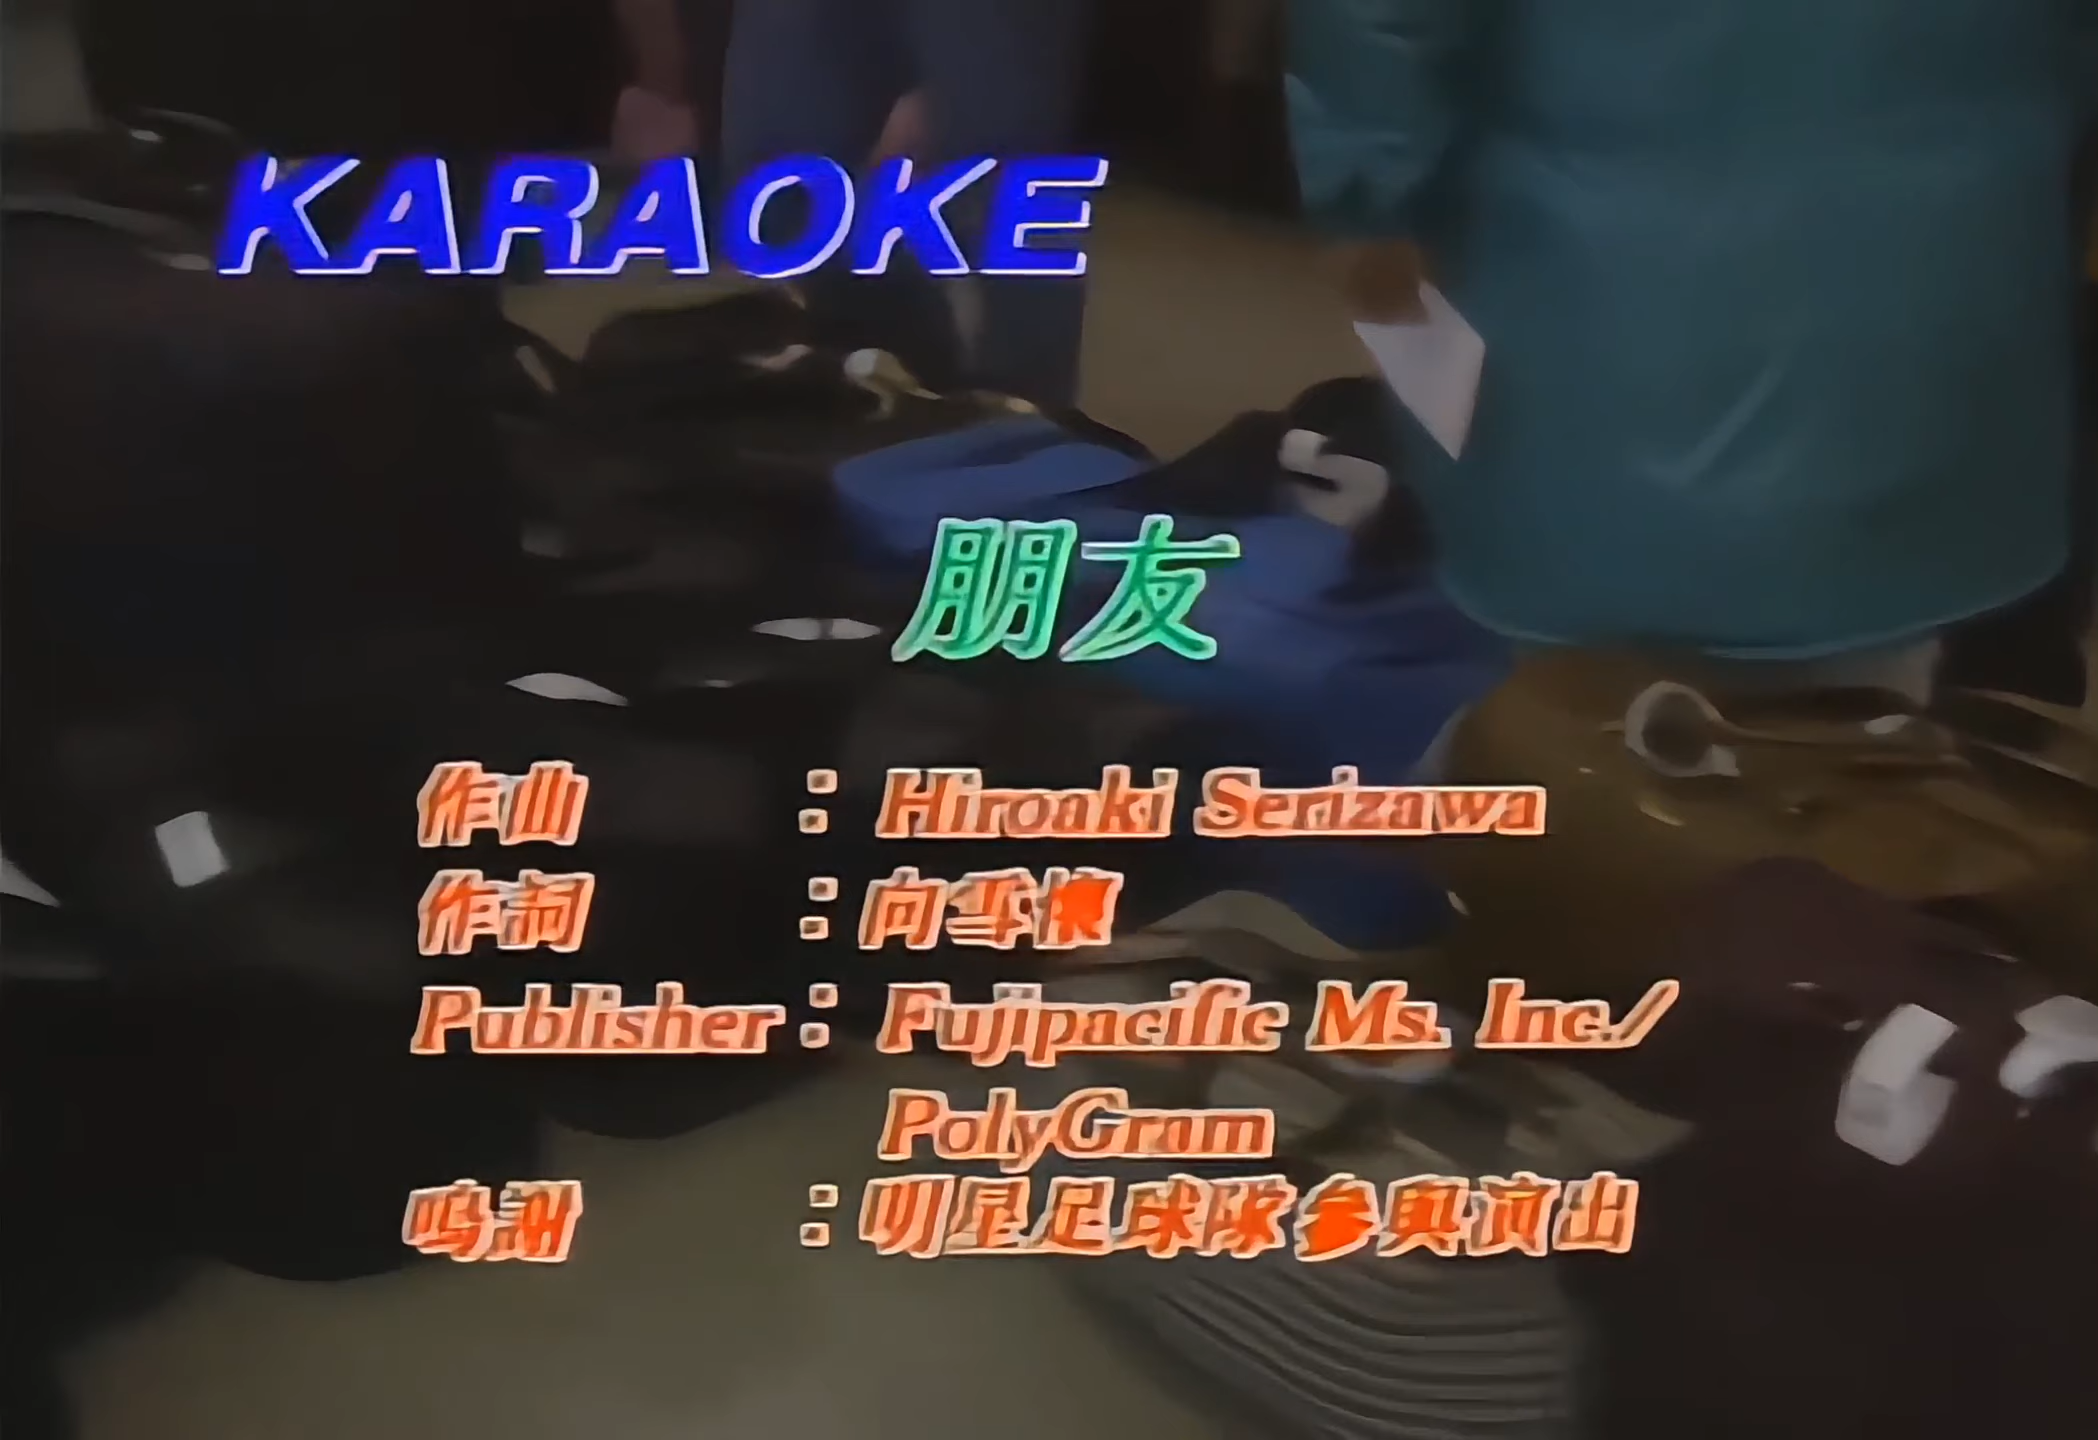 KARAOKE
朋友
作曲 : Hiroaki Serizawa
作詞 : 向雪懷
Publisher : Fujipacific Ms. Inc./
PolyGram
鳴謝 : 明星足球隊參與演出